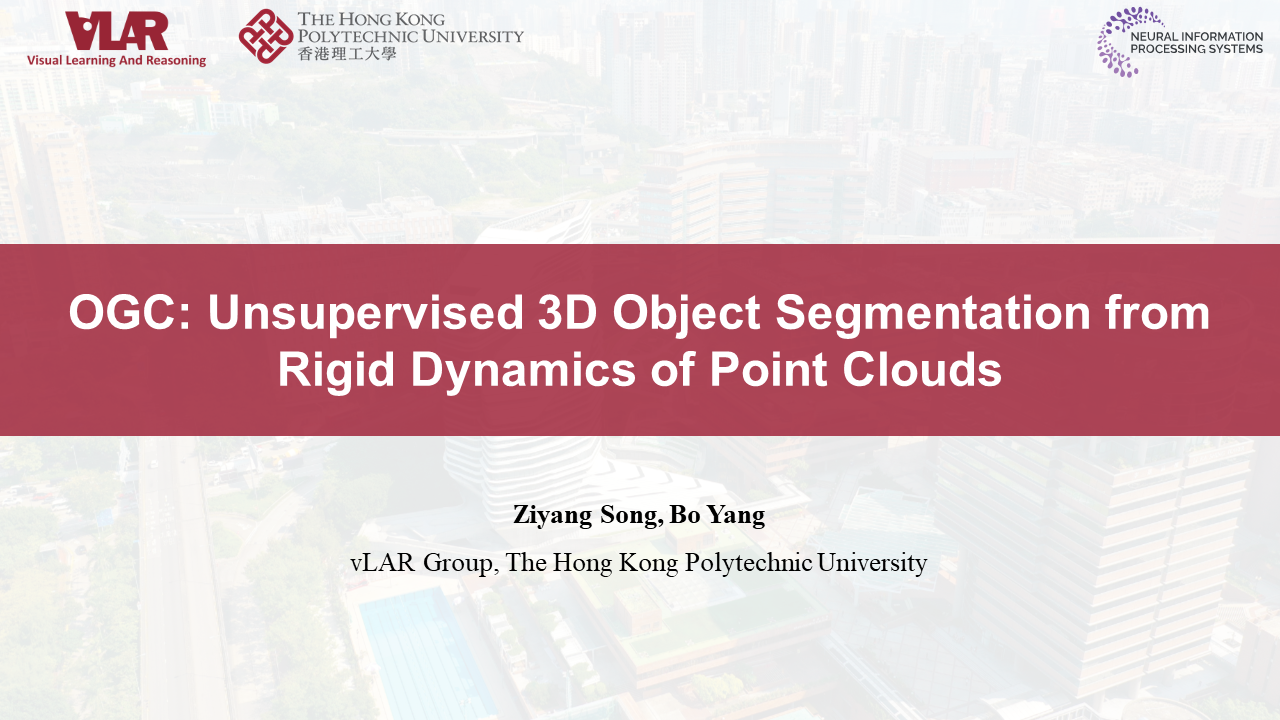 vLAR
Visual Learning And Reasoning
THE HONG KONG
POLYTECHNIC UNIVERSITY
香港理工大學
NEURAL INFORMATION
PROCESSING SYSTEMS
OGC: Unsupervised 3D Object Segmentation from
Rigid Dynamics of Point Clouds
Ziyang Song, Bo Yang
vLAR Group, The Hong Kong Polytechnic University